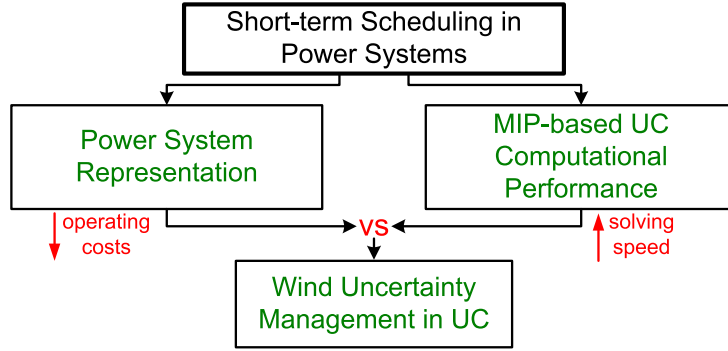 Short-term Scheduling in
Power Systems
Power System
Representation
MIP-based UC
Computational
Performance
operating
costs
vs
solving
speed
Wind Uncertainty
Management in UC